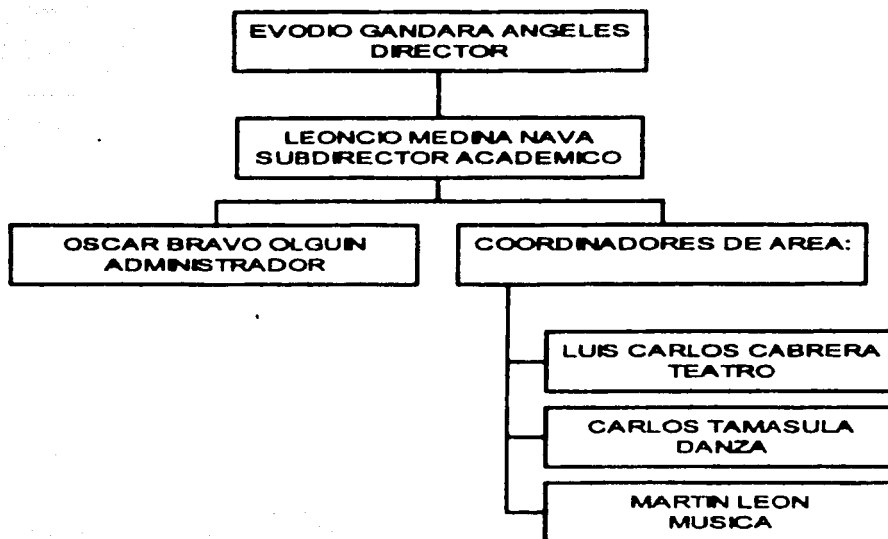 EVODIO GANDARA ANGELES
DIRECTOR
LEONCIO MEDINA NAVA
SUBDIRECTOR ACADEMICO
OSCAR BRAVO OLGUIN
ADMINISTRADOR
COORDINADORES DE AREA:
LUIS CARLOS CABRERA
TEATRO
CARLOS TAMASULA
DANZA
MARTIN LEON
MUSICA